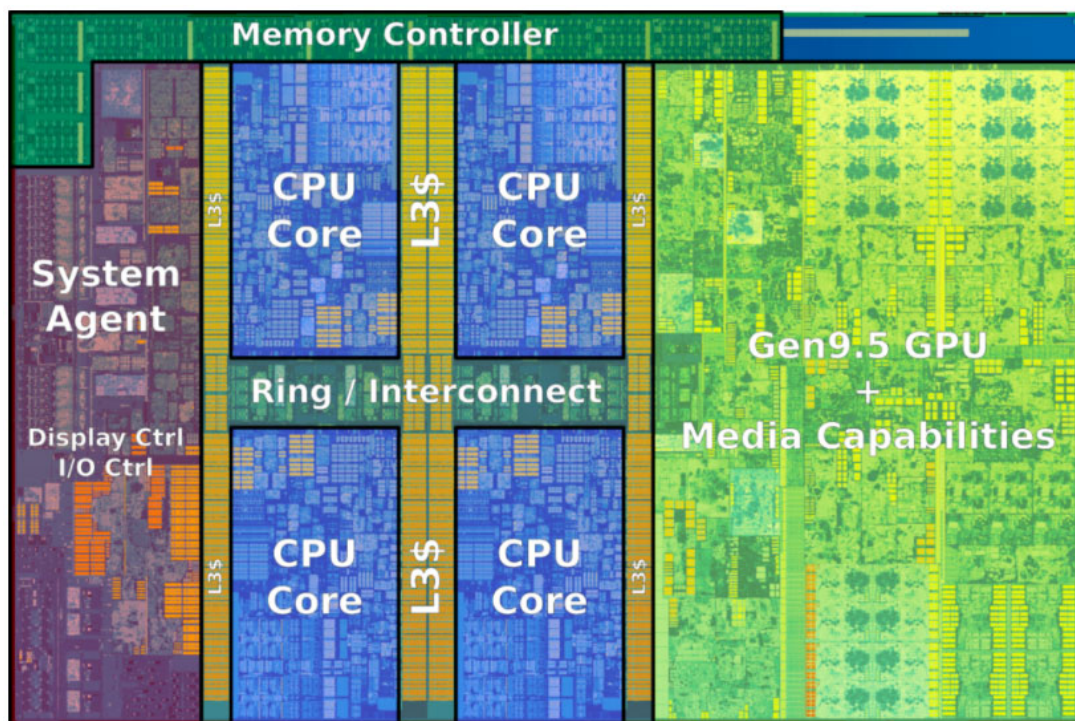 Memory Controller
L3$
CPU
Core
L3$
CPU
Core
L3$
System
Agent
Gen9.5 GPU
+
Media Capabilities
Ring / Interconnect
Display Ctrl
I/O Ctrl
L3$
CPU
Core
L3$
CPU
Core
L3$